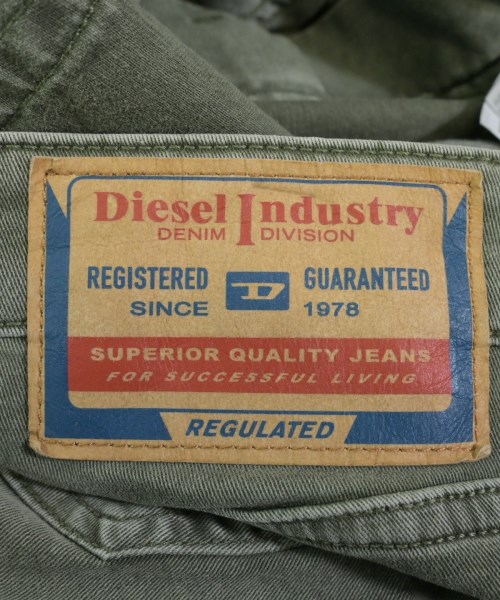 Diesel Industry
DENIM DIVISION
REGISTERED D GUARANTEED
SINCE 1978
SUPERIOR QUALITY JEANS
FOR SUCCESSFUL LIVING
REGULATED